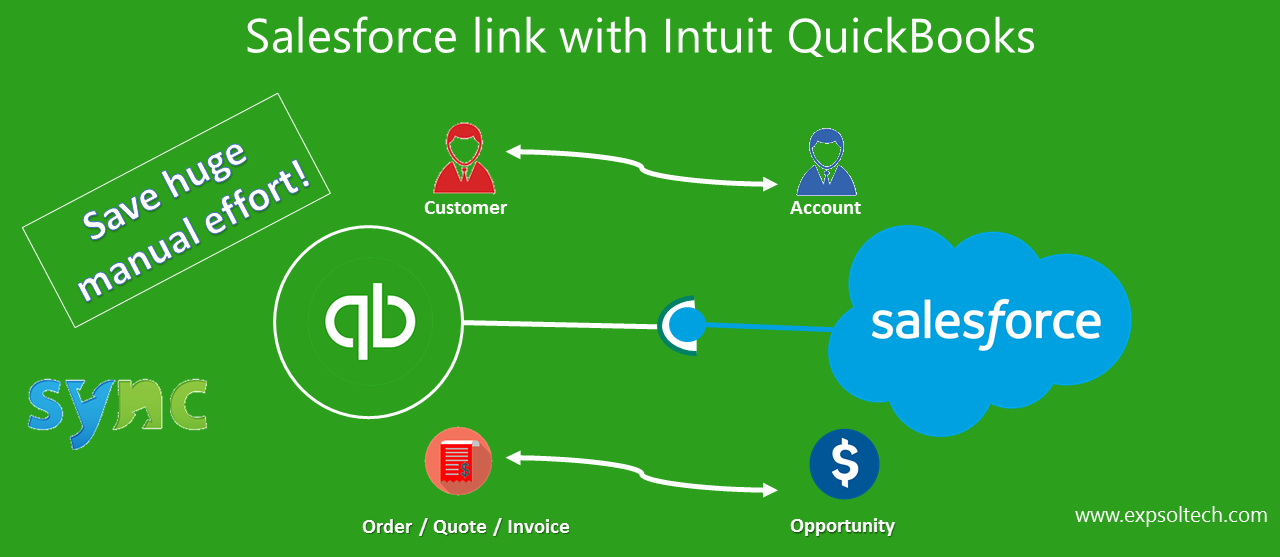 Salesforce link with Intuit QuickBooks
Save huge
manual effort!
Customer
Account
qb
salesforce
sync
$
$
Order / Quote / Invoice
Opportunity
www.expsoltech.com